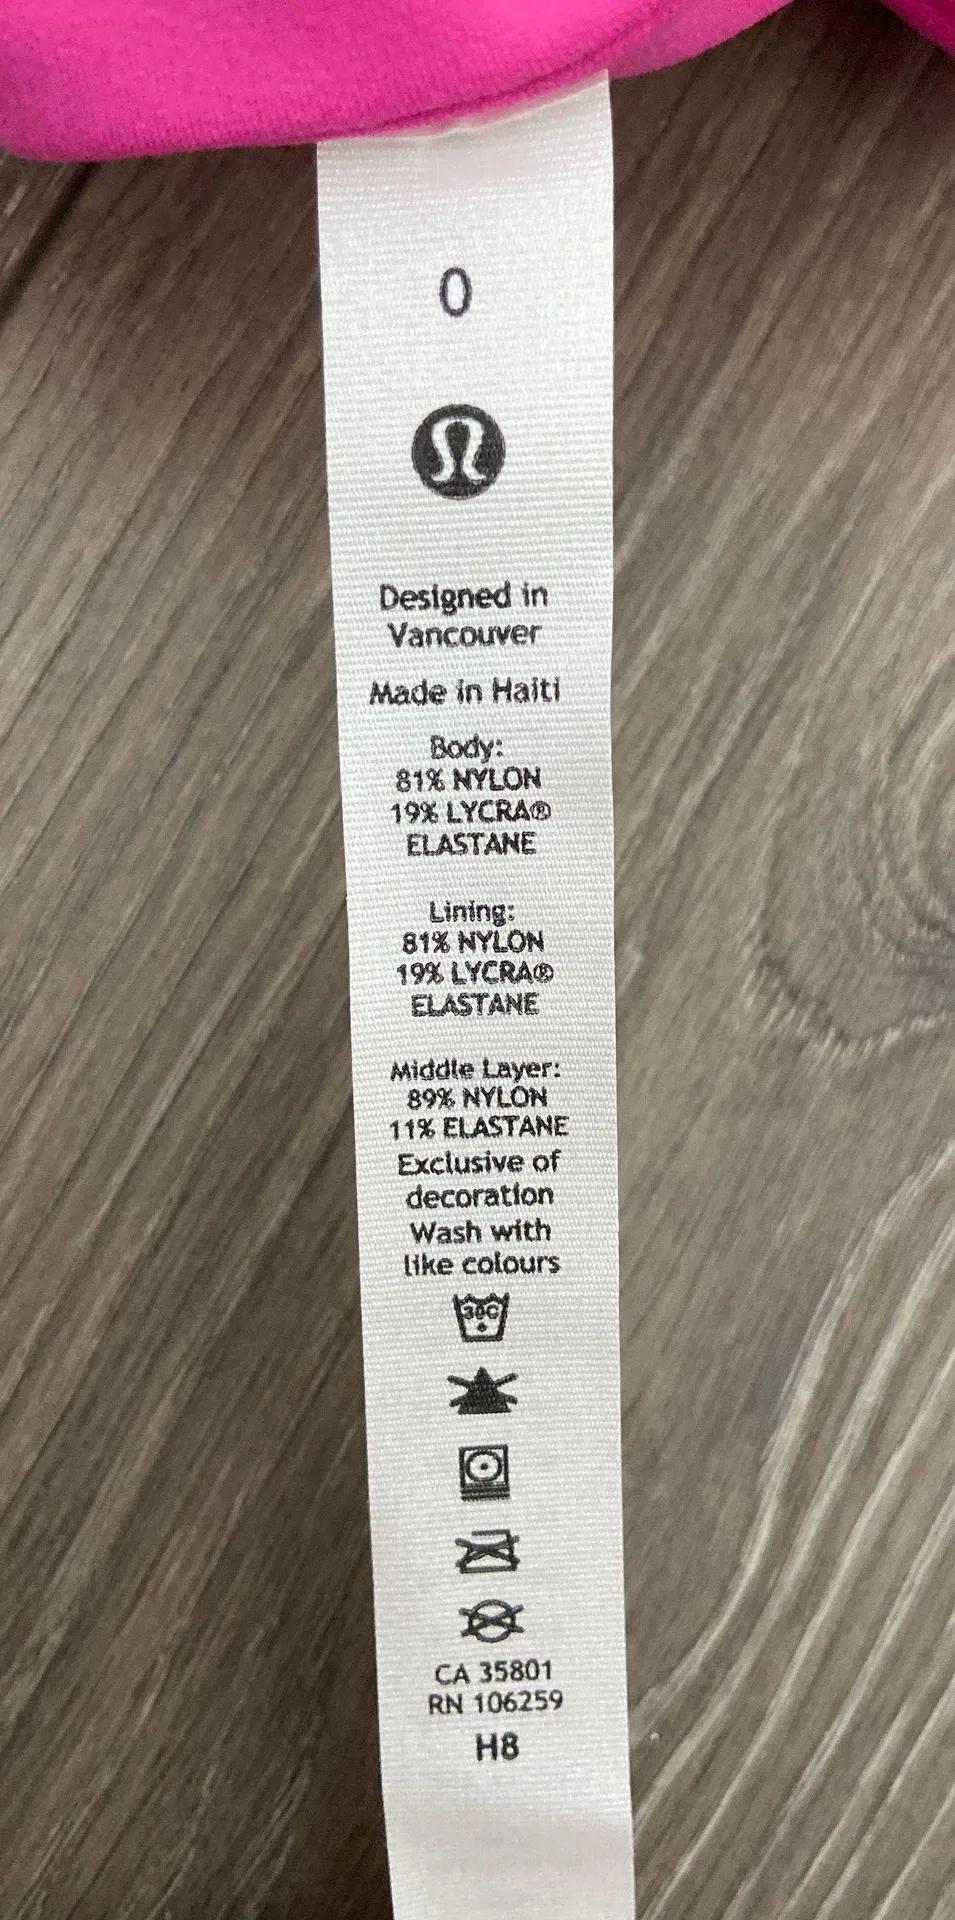 0
Designed in
Vancouver
Made in Haiti
Body:
81% NYLON
19% LYCRA®
ELASTANE
Lining:
81% NYLON
19% LYCRA®
ELASTANE
Middle Layer:
89% NYLON
11% ELASTANE
Exclusive of
decoration
Wash with
like colours
30C
CA 35801
RN 106259
H8